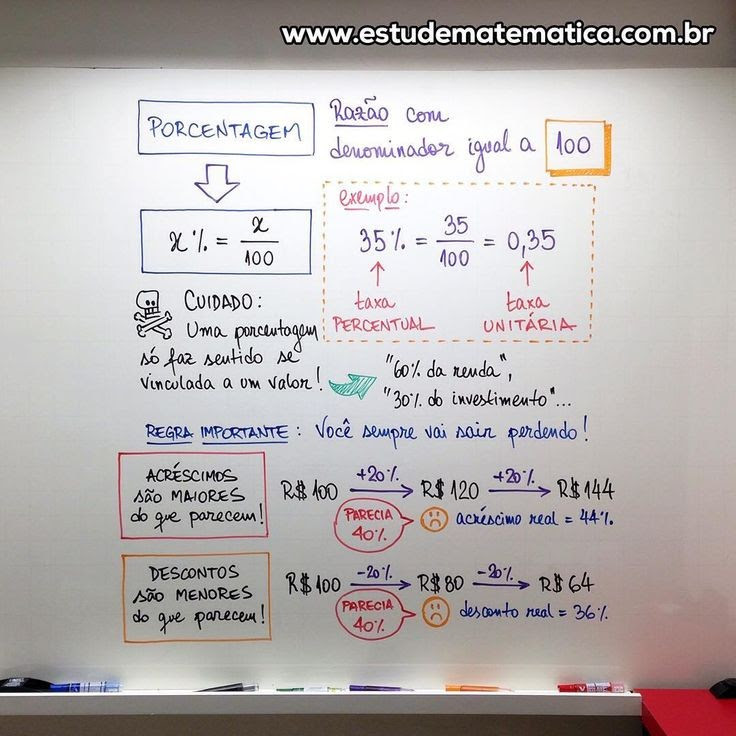 www.estudematematica.com.br
PORCENTAGEM
Razão com
denominador igual a 100
x% = x/100
exemplo:
35% = 35/100 = 0,35
taxa
PERCENTUAL
taxa
UNITÁRIA
CUIDADO:
Uma porcentagem
só faz sentido se
vinculada a um valor!
"60% da renda",
"30% do investimento"...
REGRA IMPORTANTE: Você sempre vai sair perdendo!
ACRÉSCIMOS
são MAIORES
do que parecem!
R$100 +20% R$120 +20% R$144
PARECIA
40%
acréscimo real = 44%
DESCONTOS
são MENORES
do que parecem!
R$100 -20% R$80 -20% R$64
PARECIA
40%
desconto real = 36%